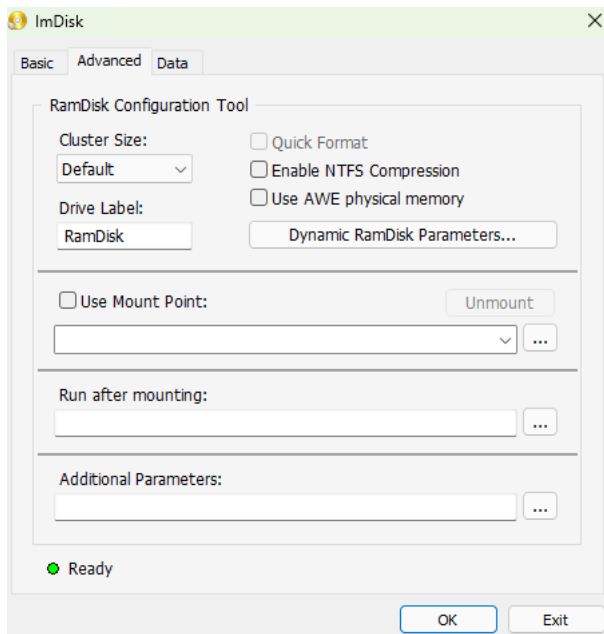 ImDisk
Basic Advanced Data
RamDisk Configuration Tool
Cluster Size:
Quick Format
Default
Enable NTFS Compression
Use AWE physical memory
Drive Label:
RamDisk
Dynamic RamDisk Parameters...
Use Mount Point:
Unmount
...
Run after mounting:
...
Additional Parameters:
...
Ready
OK Exit